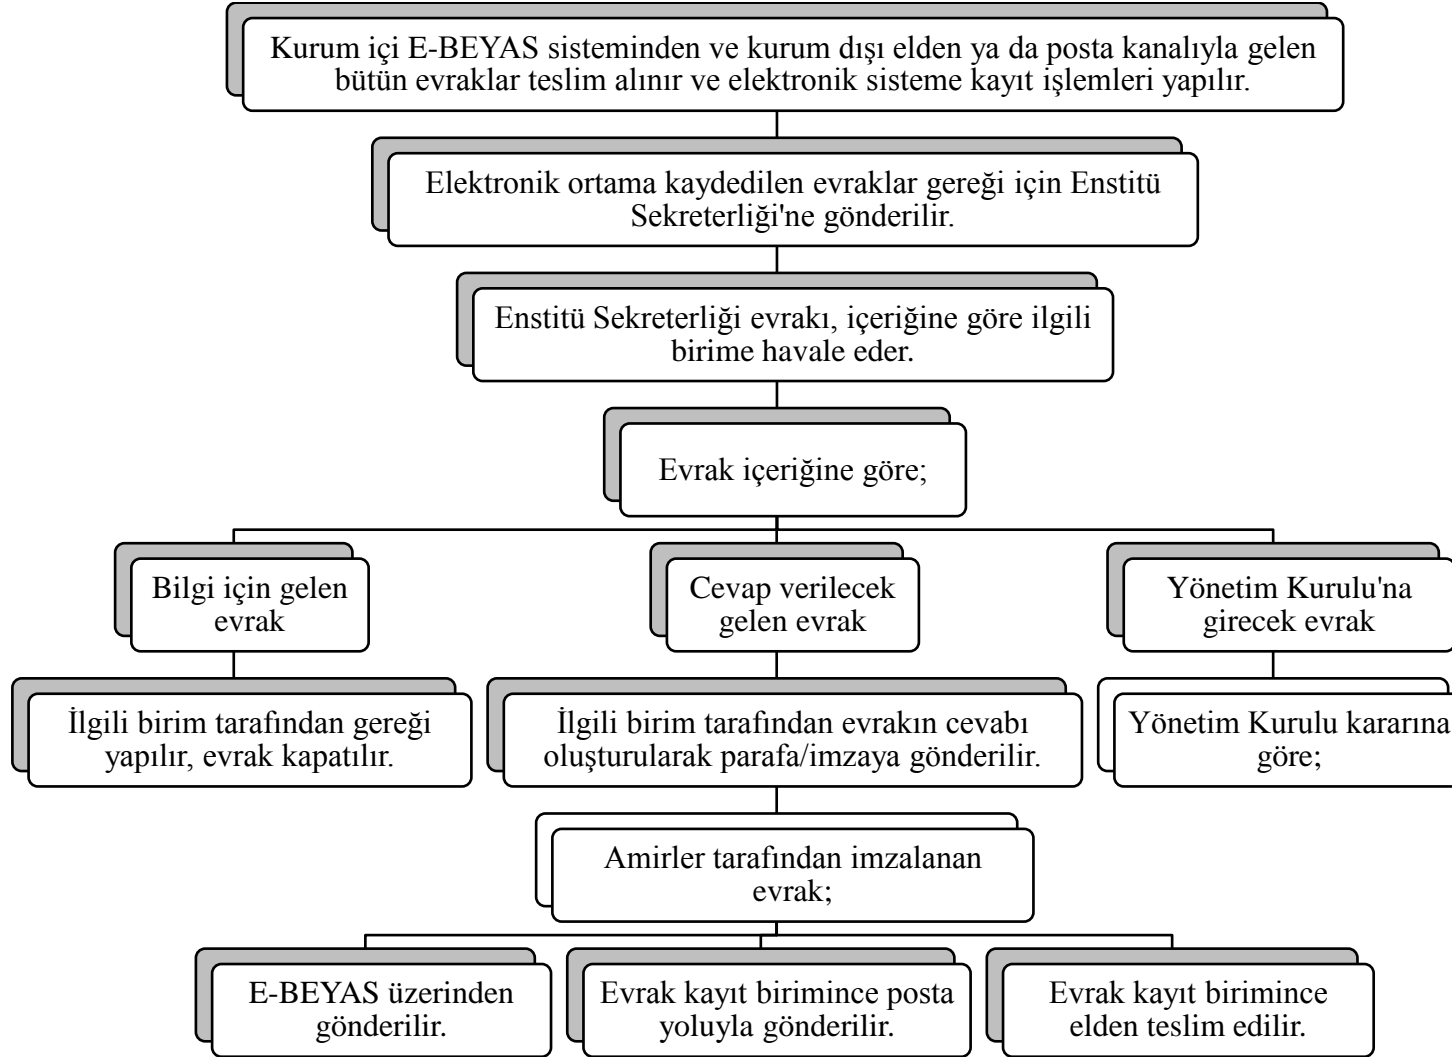 Kurum içi E-BEYAS sisteminden ve kurum dışı elden ya da posta kanalıyla gelen
bütün evraklar teslim alınır ve elektronik sisteme kayıt işlemleri yapılır.
Elektronik ortama kaydedilen evraklar gereği için Enstitü
Sekreterliği'ne gönderilir.
Enstitü Sekreterliği evrakı, içeriğine göre ilgili
birime havale eder.
Evrak içeriğine göre;
Bilgi için gelen
evrak
Cevap verilecek
gelen evrak
Yönetim Kurulu'na
girecek evrak
İlgili birim tarafından gereği
yapılır, evrak kapatılır.
İlgili birim tarafından evrakın cevabı
oluşturularak parafa/imzaya gönderilir.
Yönetim Kurulu kararına
göre;
Amirler tarafından imzalanan
evrak;
E-BEYAS üzerinden
gönderilir.
Evrak kayıt birimince posta
yoluyla gönderilir.
Evrak kayıt birimince
elden teslim edilir.